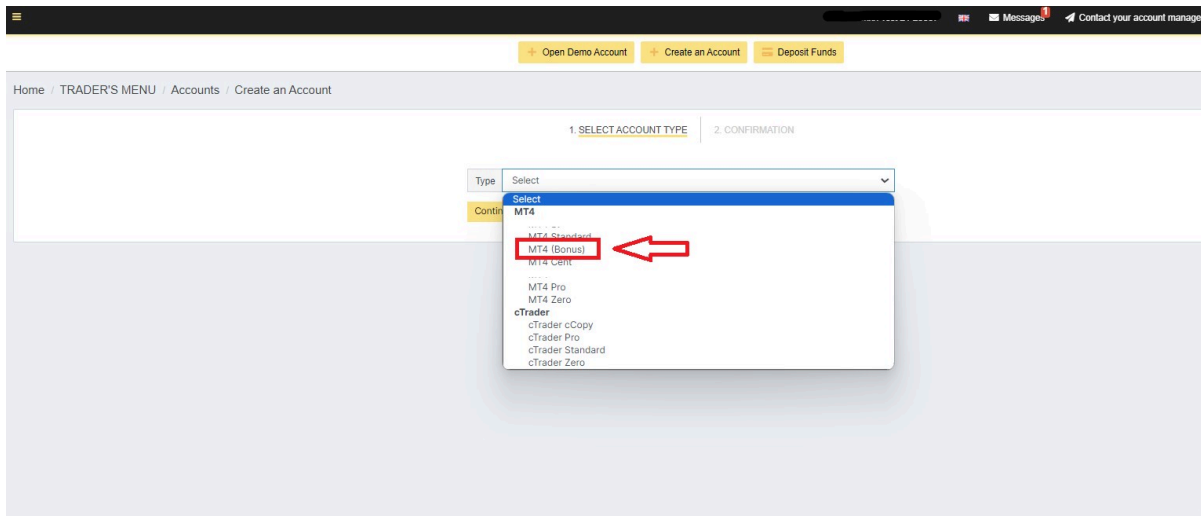 Messages 1 Contact your account manage
Open Demo Account Create an Account Deposit Funds
Home / TRADER'S MENU / Accounts / Create an Account
1. SELECT ACCOUNT TYPE 2. CONFIRMATION
Type Select
Select
Contin MT4
MT4 Standard
MT4 (Bonus)
MT4 Cent
MT4 Pro
MT4 Zero
cTrader
cTrader cCopy
cTrader Pro
cTrader Standard
cTrader Zero